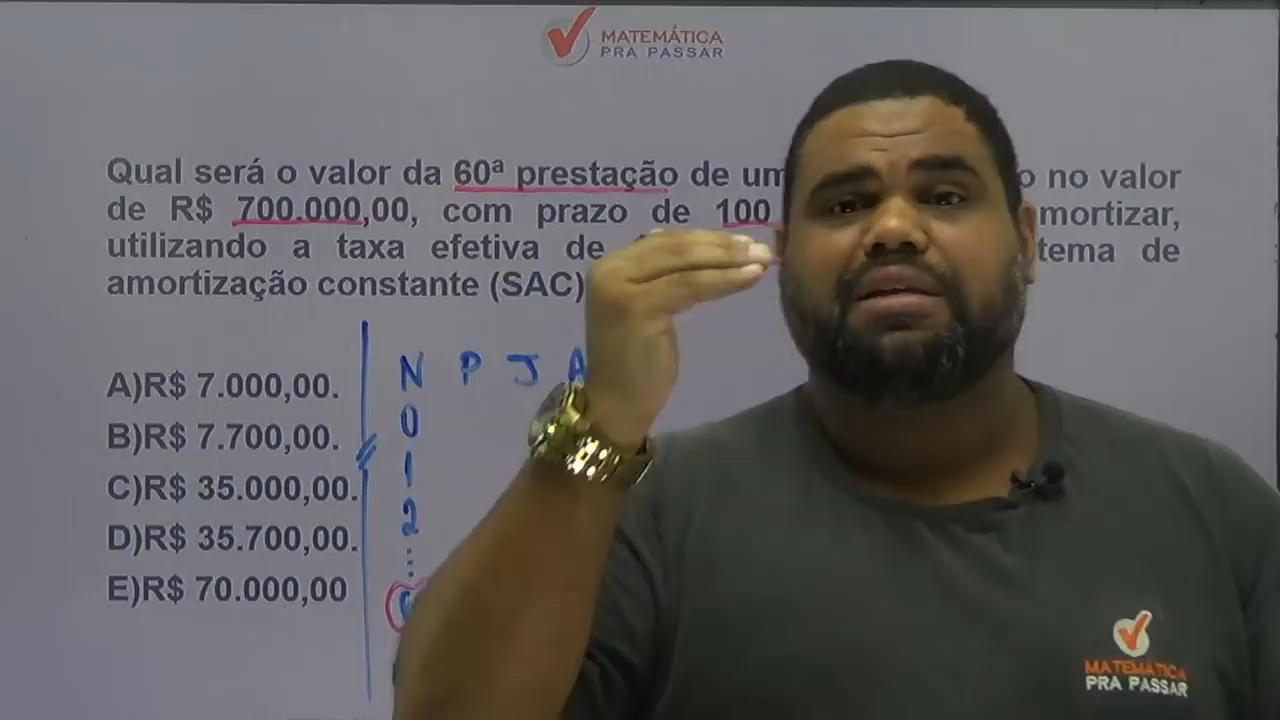 MATEMÁTICA
PRA PASSAR
Qual será o valor da 60ª prestação de um o no valor
de R$ 700.000,00, com prazo de 100 mortizar,
utilizando a taxa efetiva de tema de
amortização constante (SAC)
A)R$ 7.000,00.
B)R$ 7.700,00.
C)R$ 35.000,00.
D)R$ 35.700,00.
E)R$ 70.000,00
N P J A
0
1
2
...
MATEMÁTICA
PRA PASSAR